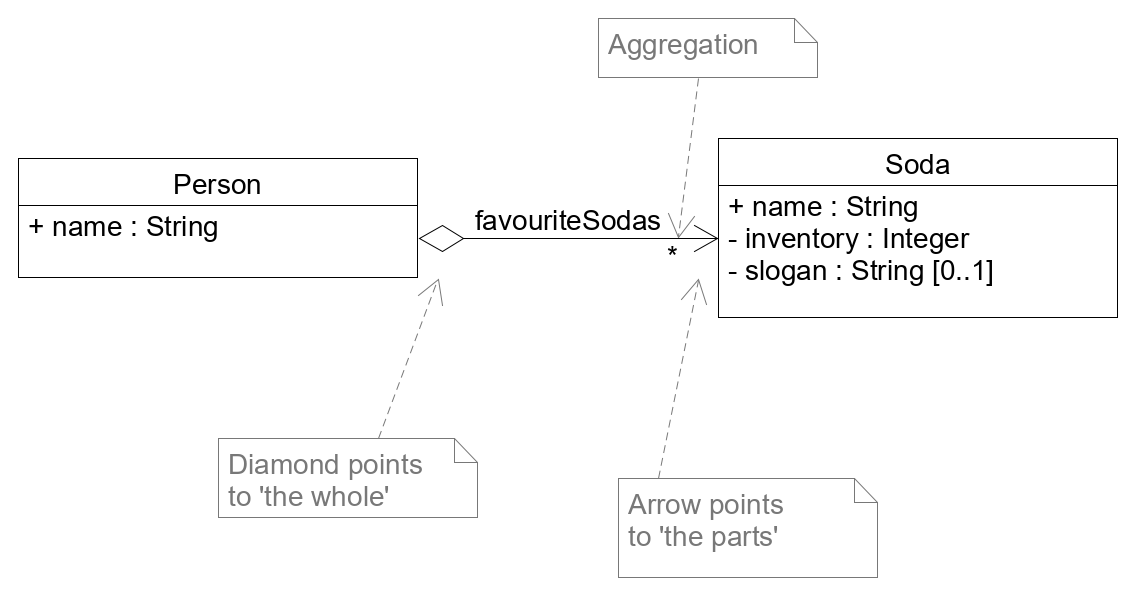 Aggregation
Person
+ name : String
favouriteSodas
*
Soda
+ name : String
- inventory : Integer
- slogan : String [0..1]
Diamond points
to 'the whole'
Arrow points
to 'the parts'